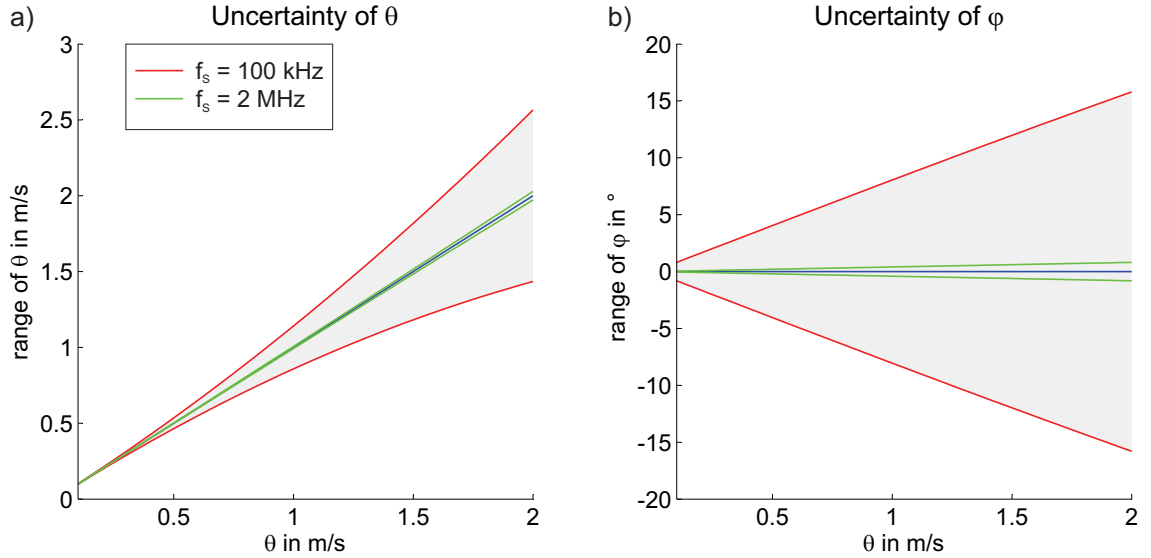 a)
Uncertainty of θ
3
2.5
2
1.5
1
0.5
0
range of θ in m/s
fₛ = 100 kHz
fₛ = 2 MHz
0.5
1
1.5
2
θ in m/s
b)
Uncertainty of φ
20
15
10
5
0
-5
-10
-15
-20
range of φ in °
0.5
1
1.5
2
θ in m/s